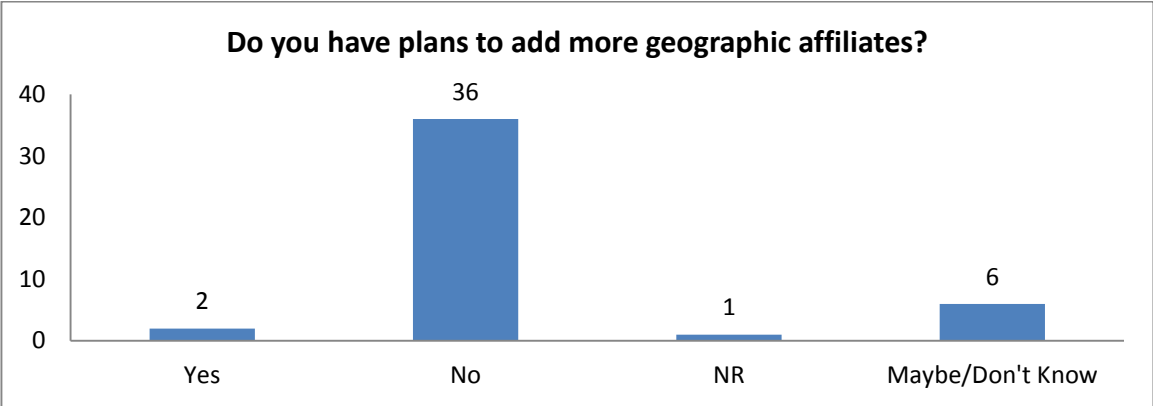 Do you have plans to add more geographic affiliates?
40
30
20
10
0
2
36
1
6
Yes
No
NR
Maybe/Don't Know